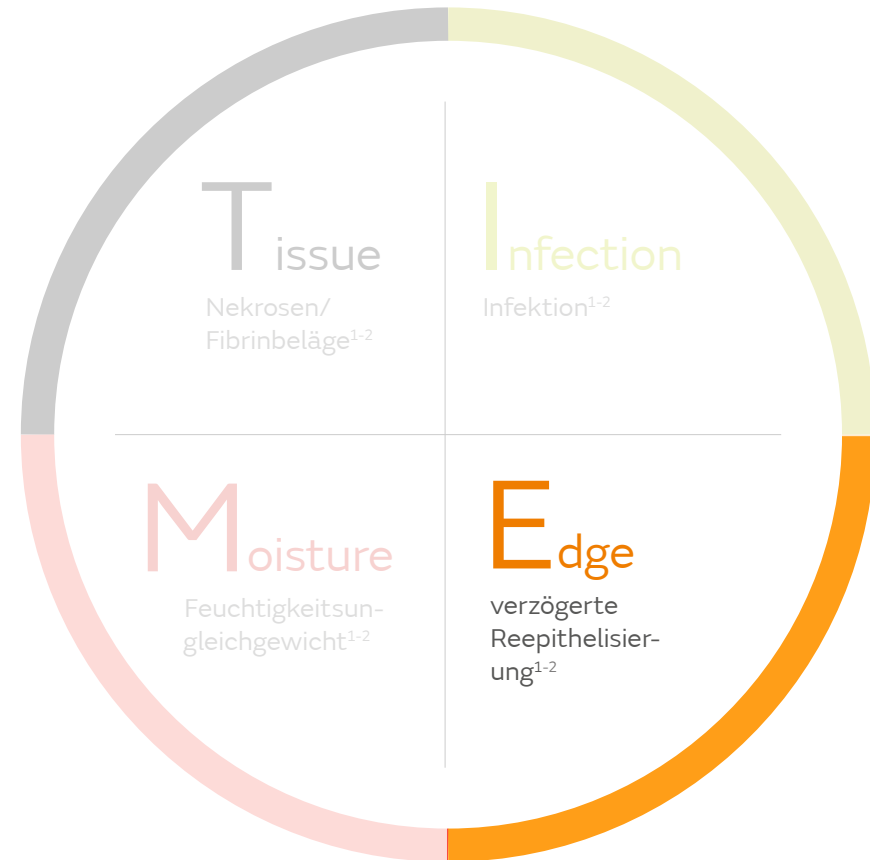 Tissue
Nekrosen/
Fibrinbeläge1-2
Infection
Infektion1-2
Moisture
Feuchtigkeitsun-
gleichgewicht1-2
Edge
verzögerte
Reepithelisier-
ung1-2